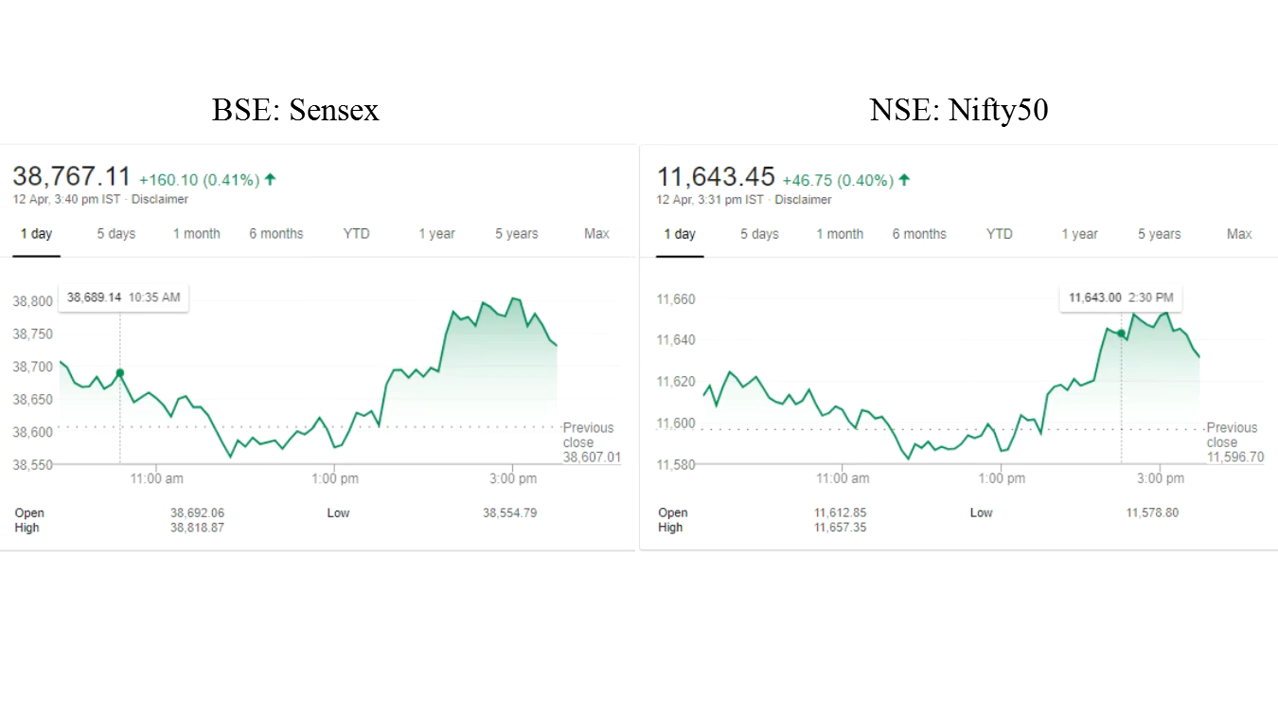 BSE: Sensex
38,767.11 +160.10 (0.41%)
12 Apr, 3:40 pm IST · Disclaimer
1 day 5 days 1 month 6 months YTD 1 year 5 years Max
38,689.14 10:35 AM
38,800
38,750
38,700
38,650
38,600
38,550
Previous
close
38,607.01
11:00 am 1:00 pm 3:00 pm
Open 38,692.06 Low 38,554.79
High 38,818.87
NSE: Nifty50
11,643.45 +46.75 (0.40%)
12 Apr, 3:31 pm IST · Disclaimer
1 day 5 days 1 month 6 months YTD 1 year 5 years Max
11,643.00 2:30 PM
11,660
11,640
11,620
11,600
11,580
Previous
close
11,596.70
11:00 am 1:00 pm 3:00 pm
Open 11,612.85 Low 11,578.80
High 11,657.35